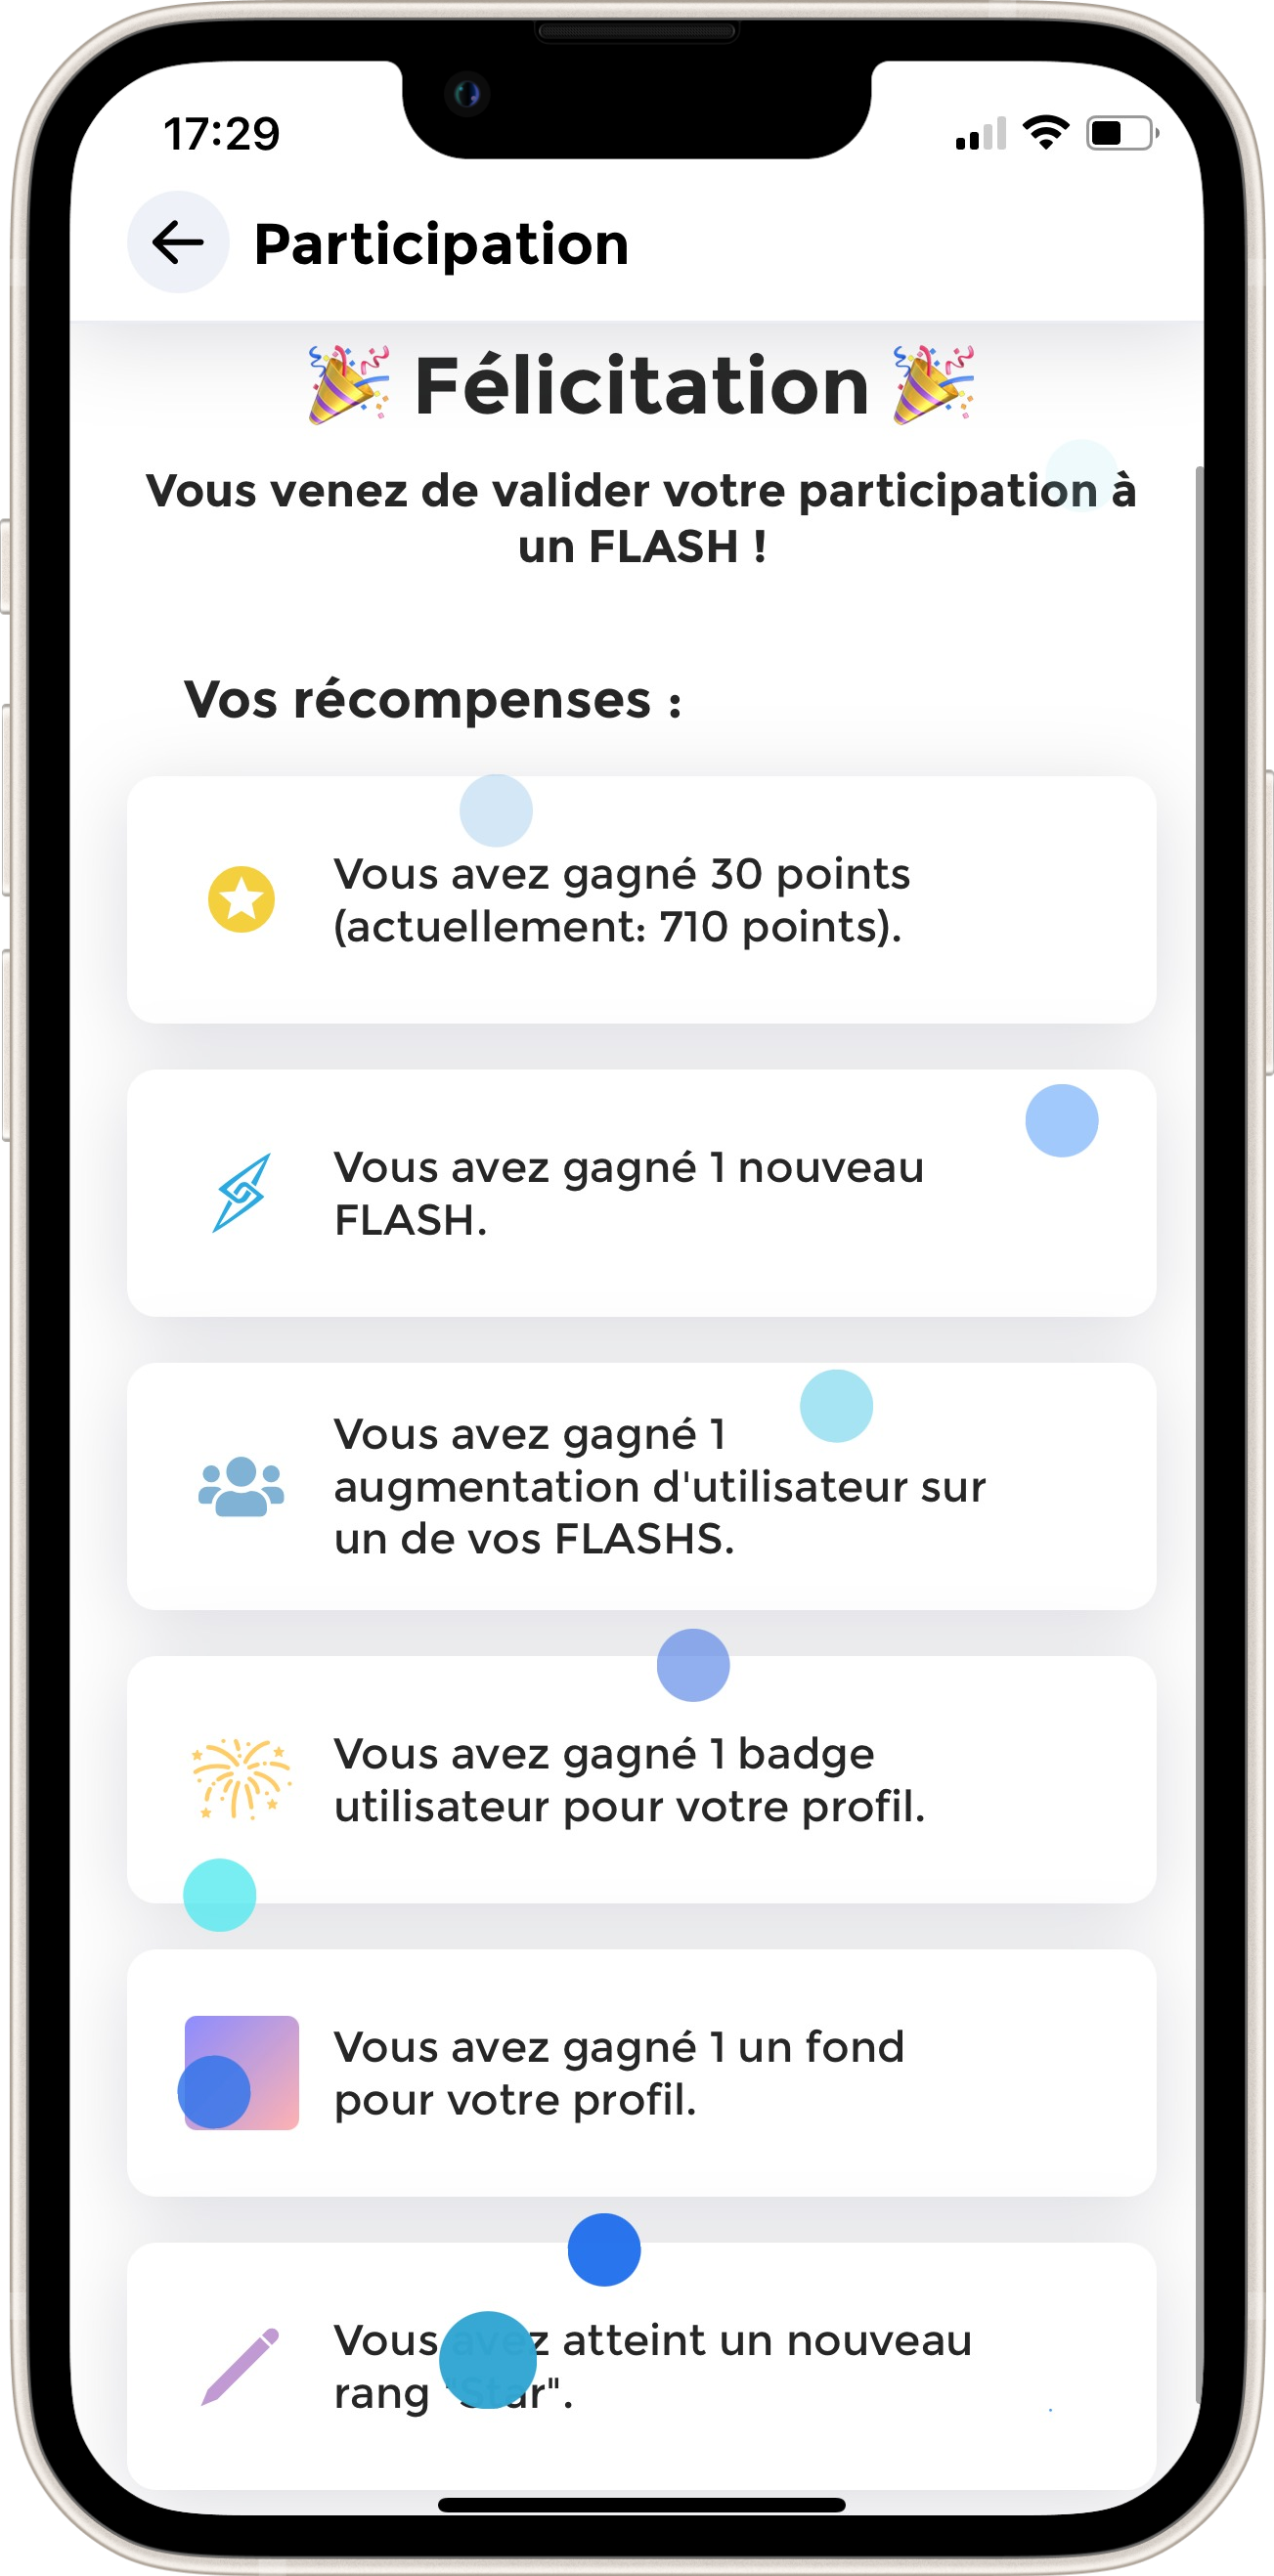 17:29
Participation
🎉 Félicitation 🎉
Vous venez de valider votre participation à
un FLASH !
Vos récompenses :
Vous avez gagné 30 points
(actuellement: 710 points).
Vous avez gagné 1 nouveau
FLASH.
Vous avez gagné 1
augmentation d'utilisateur sur
un de vos FLASHS.
Vous avez gagné 1 badge
utilisateur pour votre profil.
Vous avez gagné 1 un fond
pour votre profil.
Vous avez atteint un nouveau
rang "Star".